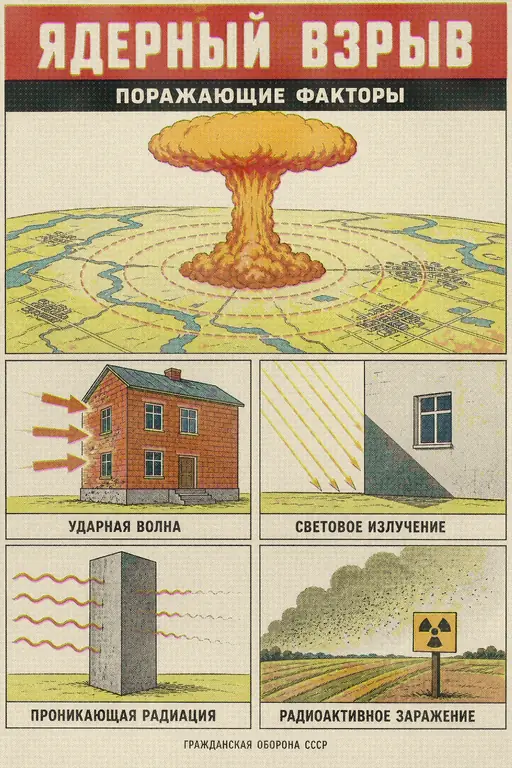 ЯДЕРНЫЙ ВЗРЫВ
ПОРАЖАЮЩИЕ ФАКТОРЫ
УДАРНАЯ ВОЛНА
СВЕТОВОЕ ИЗЛУЧЕНИЕ
ПРОНИКАЮЩАЯ РАДИАЦИЯ
РАДИОАКТИВНОЕ ЗАРАЖЕНИЕ
ГРАЖДАНСКАЯ ОБОРОНА СССР